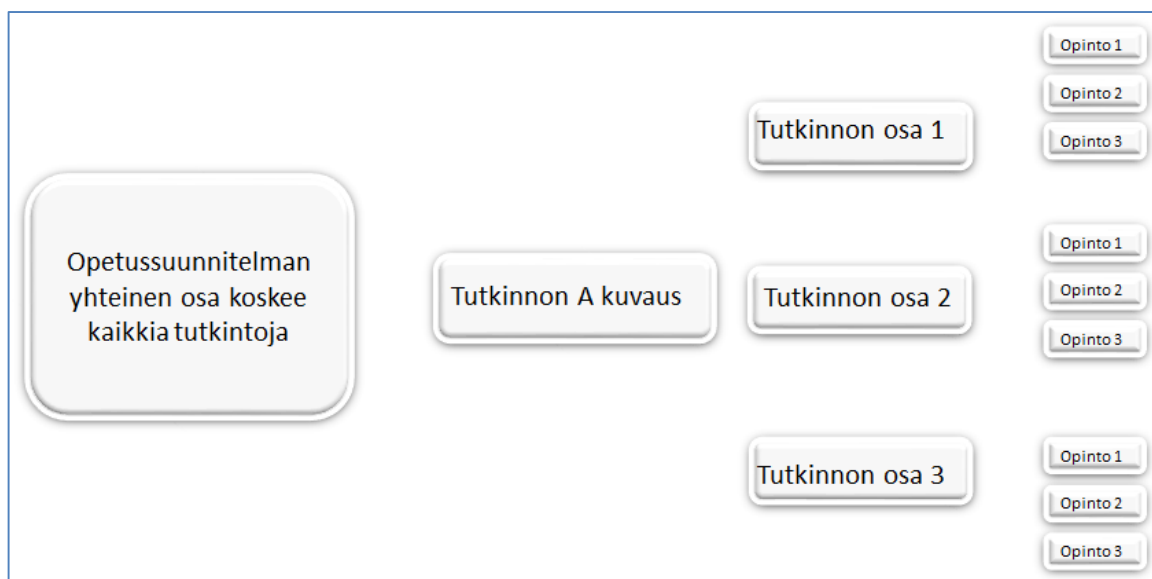 Opetussuunnitelman
yhteinen osa koskee
kaikkia tutkintoja
Tutkinnon A kuvaus
Tutkinnon osa 1
Opinto 1
Opinto 2
Opinto 3
Tutkinnon osa 2
Opinto 1
Opinto 2
Opinto 3
Tutkinnon osa 3
Opinto 1
Opinto 2
Opinto 3